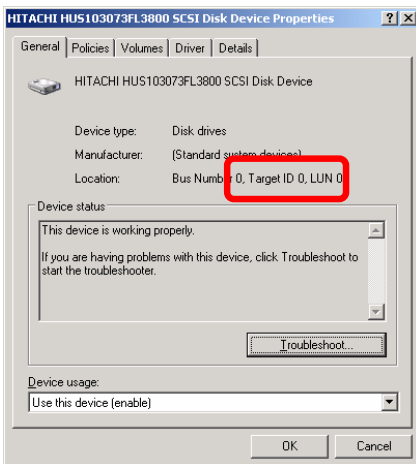 HITACHI HUS103073FL3800 SCSI Disk Device Properties
General Policies Volumes Driver Details
HITACHI HUS103073FL3800 SCSI Disk Device
Device type: Disk drives
Manufacturer: (Standard system devices)
Location: Bus Number 0, Target ID 0, LUN 0
Device status
This device is working properly.
If you are having problems with this device, click Troubleshoot to
start the troubleshooter.
Troubleshoot...
Device usage:
Use this device (enable)
OK Cancel